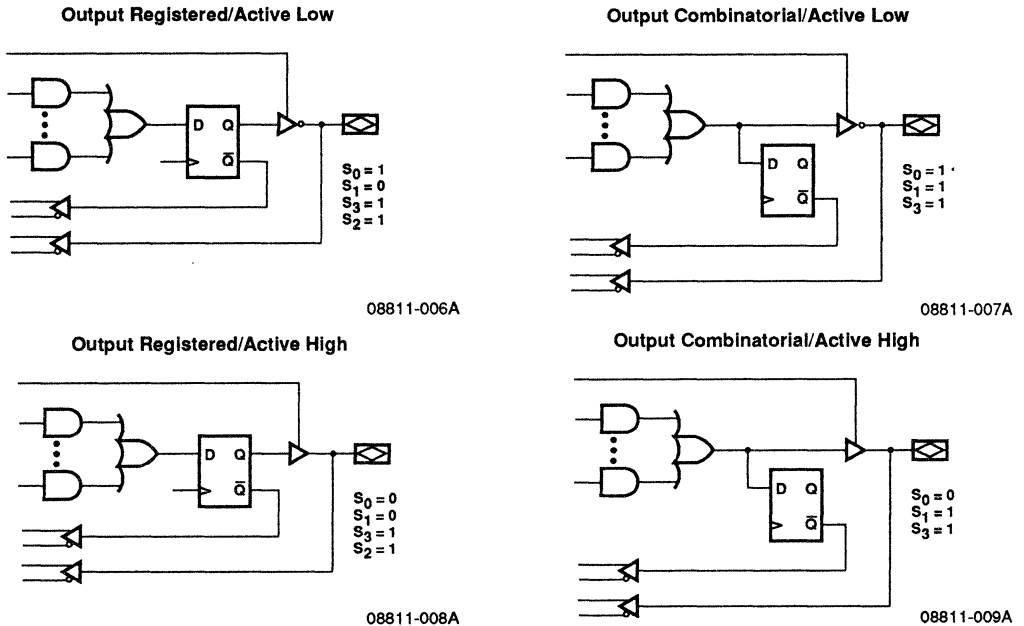 Output Registered/Active Low
D Q
Q̅
S0 = 1
S1 = 0
S3 = 1
S2 = 1
08811-006A
Output Combinatorial/Active Low
D Q
Q̅
S0 = 1
S1 = 1
S3 = 1
08811-007A
Output Registered/Active High
D Q
Q̅
S0 = 0
S1 = 0
S3 = 1
S2 = 1
08811-008A
Output Combinatorial/Active High
D Q
Q̅
S0 = 0
S1 = 1
S3 = 1
08811-009A